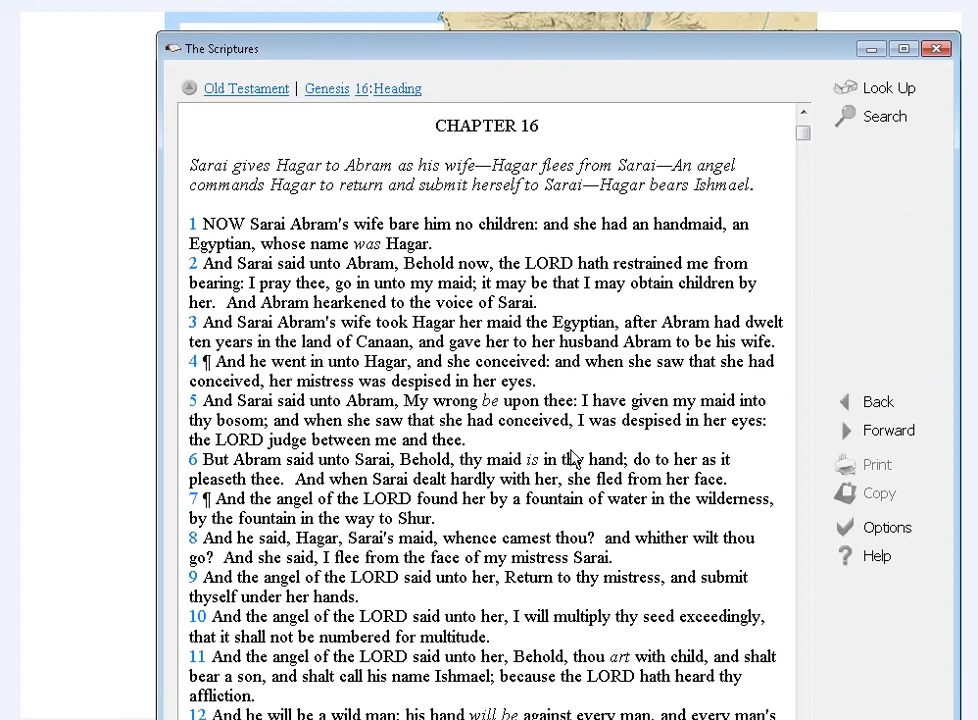 The Scriptures
Old Testament | Genesis 16:Heading
Look Up
Search
CHAPTER 16
Sarai gives Hagar to Abram as his wife—Hagar flees from Sarai—An angel
commands Hagar to return and submit herself to Sarai—Hagar bears Ishmael.
1 NOW Sarai Abram's wife bare him no children: and she had an handmaid, an
Egyptian, whose name was Hagar.
2 And Sarai said unto Abram, Behold now, the LORD hath restrained me from
bearing: I pray thee, go in unto my maid; it may be that I may obtain children by
her. And Abram hearkened to the voice of Sarai.
3 And Sarai Abram's wife took Hagar her maid the Egyptian, after Abram had dwelt
ten years in the land of Canaan, and gave her to her husband Abram to be his wife.
4 ¶ And he went in unto Hagar, and she conceived: and when she saw that she had
conceived, her mistress was despised in her eyes.
5 And Sarai said unto Abram, My wrong be upon thee: I have given my maid into
thy bosom; and when she saw that she had conceived, I was despised in her eyes:
the LORD judge between me and thee.
6 But Abram said unto Sarai, Behold, thy maid is in thy hand; do to her as it
pleaseth thee. And when Sarai dealt hardly with her, she fled from her face.
7 ¶ And the angel of the LORD found her by a fountain of water in the wilderness,
by the fountain in the way to Shur.
8 And he said, Hagar, Sarai's maid, whence camest thou? and whither wilt thou
go? And she said, I flee from the face of my mistress Sarai.
9 And the angel of the LORD said unto her, Return to thy mistress, and submit
thyself under her hands.
10 And the angel of the LORD said unto her, I will multiply thy seed exceedingly,
that it shall not be numbered for multitude.
11 And the angel of the LORD said unto her, Behold, thou art with child, and shalt
bear a son, and shalt call his name Ishmael; because the LORD hath heard thy
affliction.
12 And he will be a wild man; his hand will be against every man, and every man's
Back
Forward
Print
Copy
Options
Help